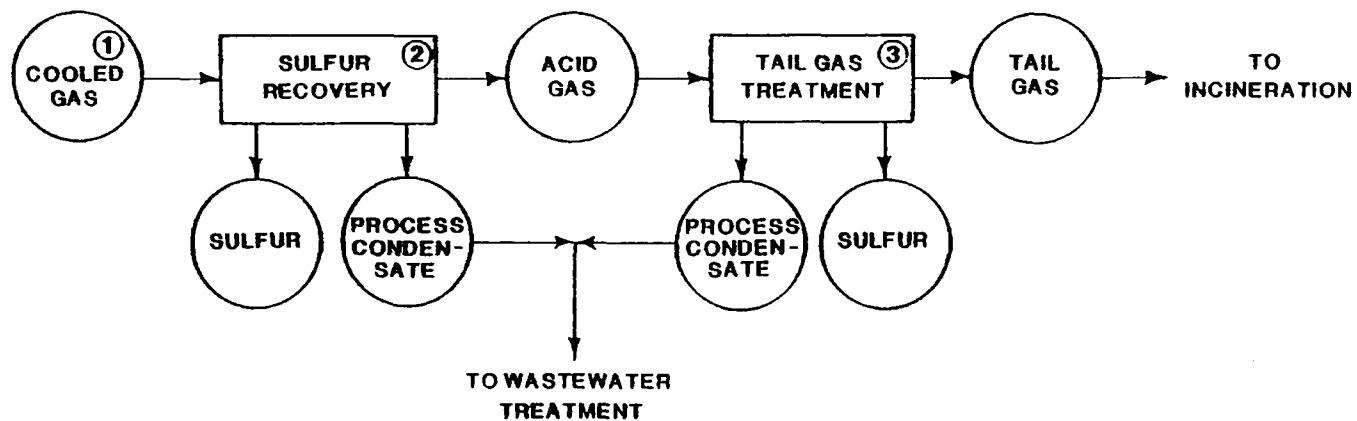 ①
COOLED
GAS
②
SULFUR
RECOVERY
ACID
GAS
③
TAIL GAS
TREATMENT
TAIL
GAS
TO
INCINERATION
SULFUR
PROCESS
CONDEN-
SATE
PROCESS
CONDEN-
SATE
SULFUR
TO WASTEWATER
TREATMENT